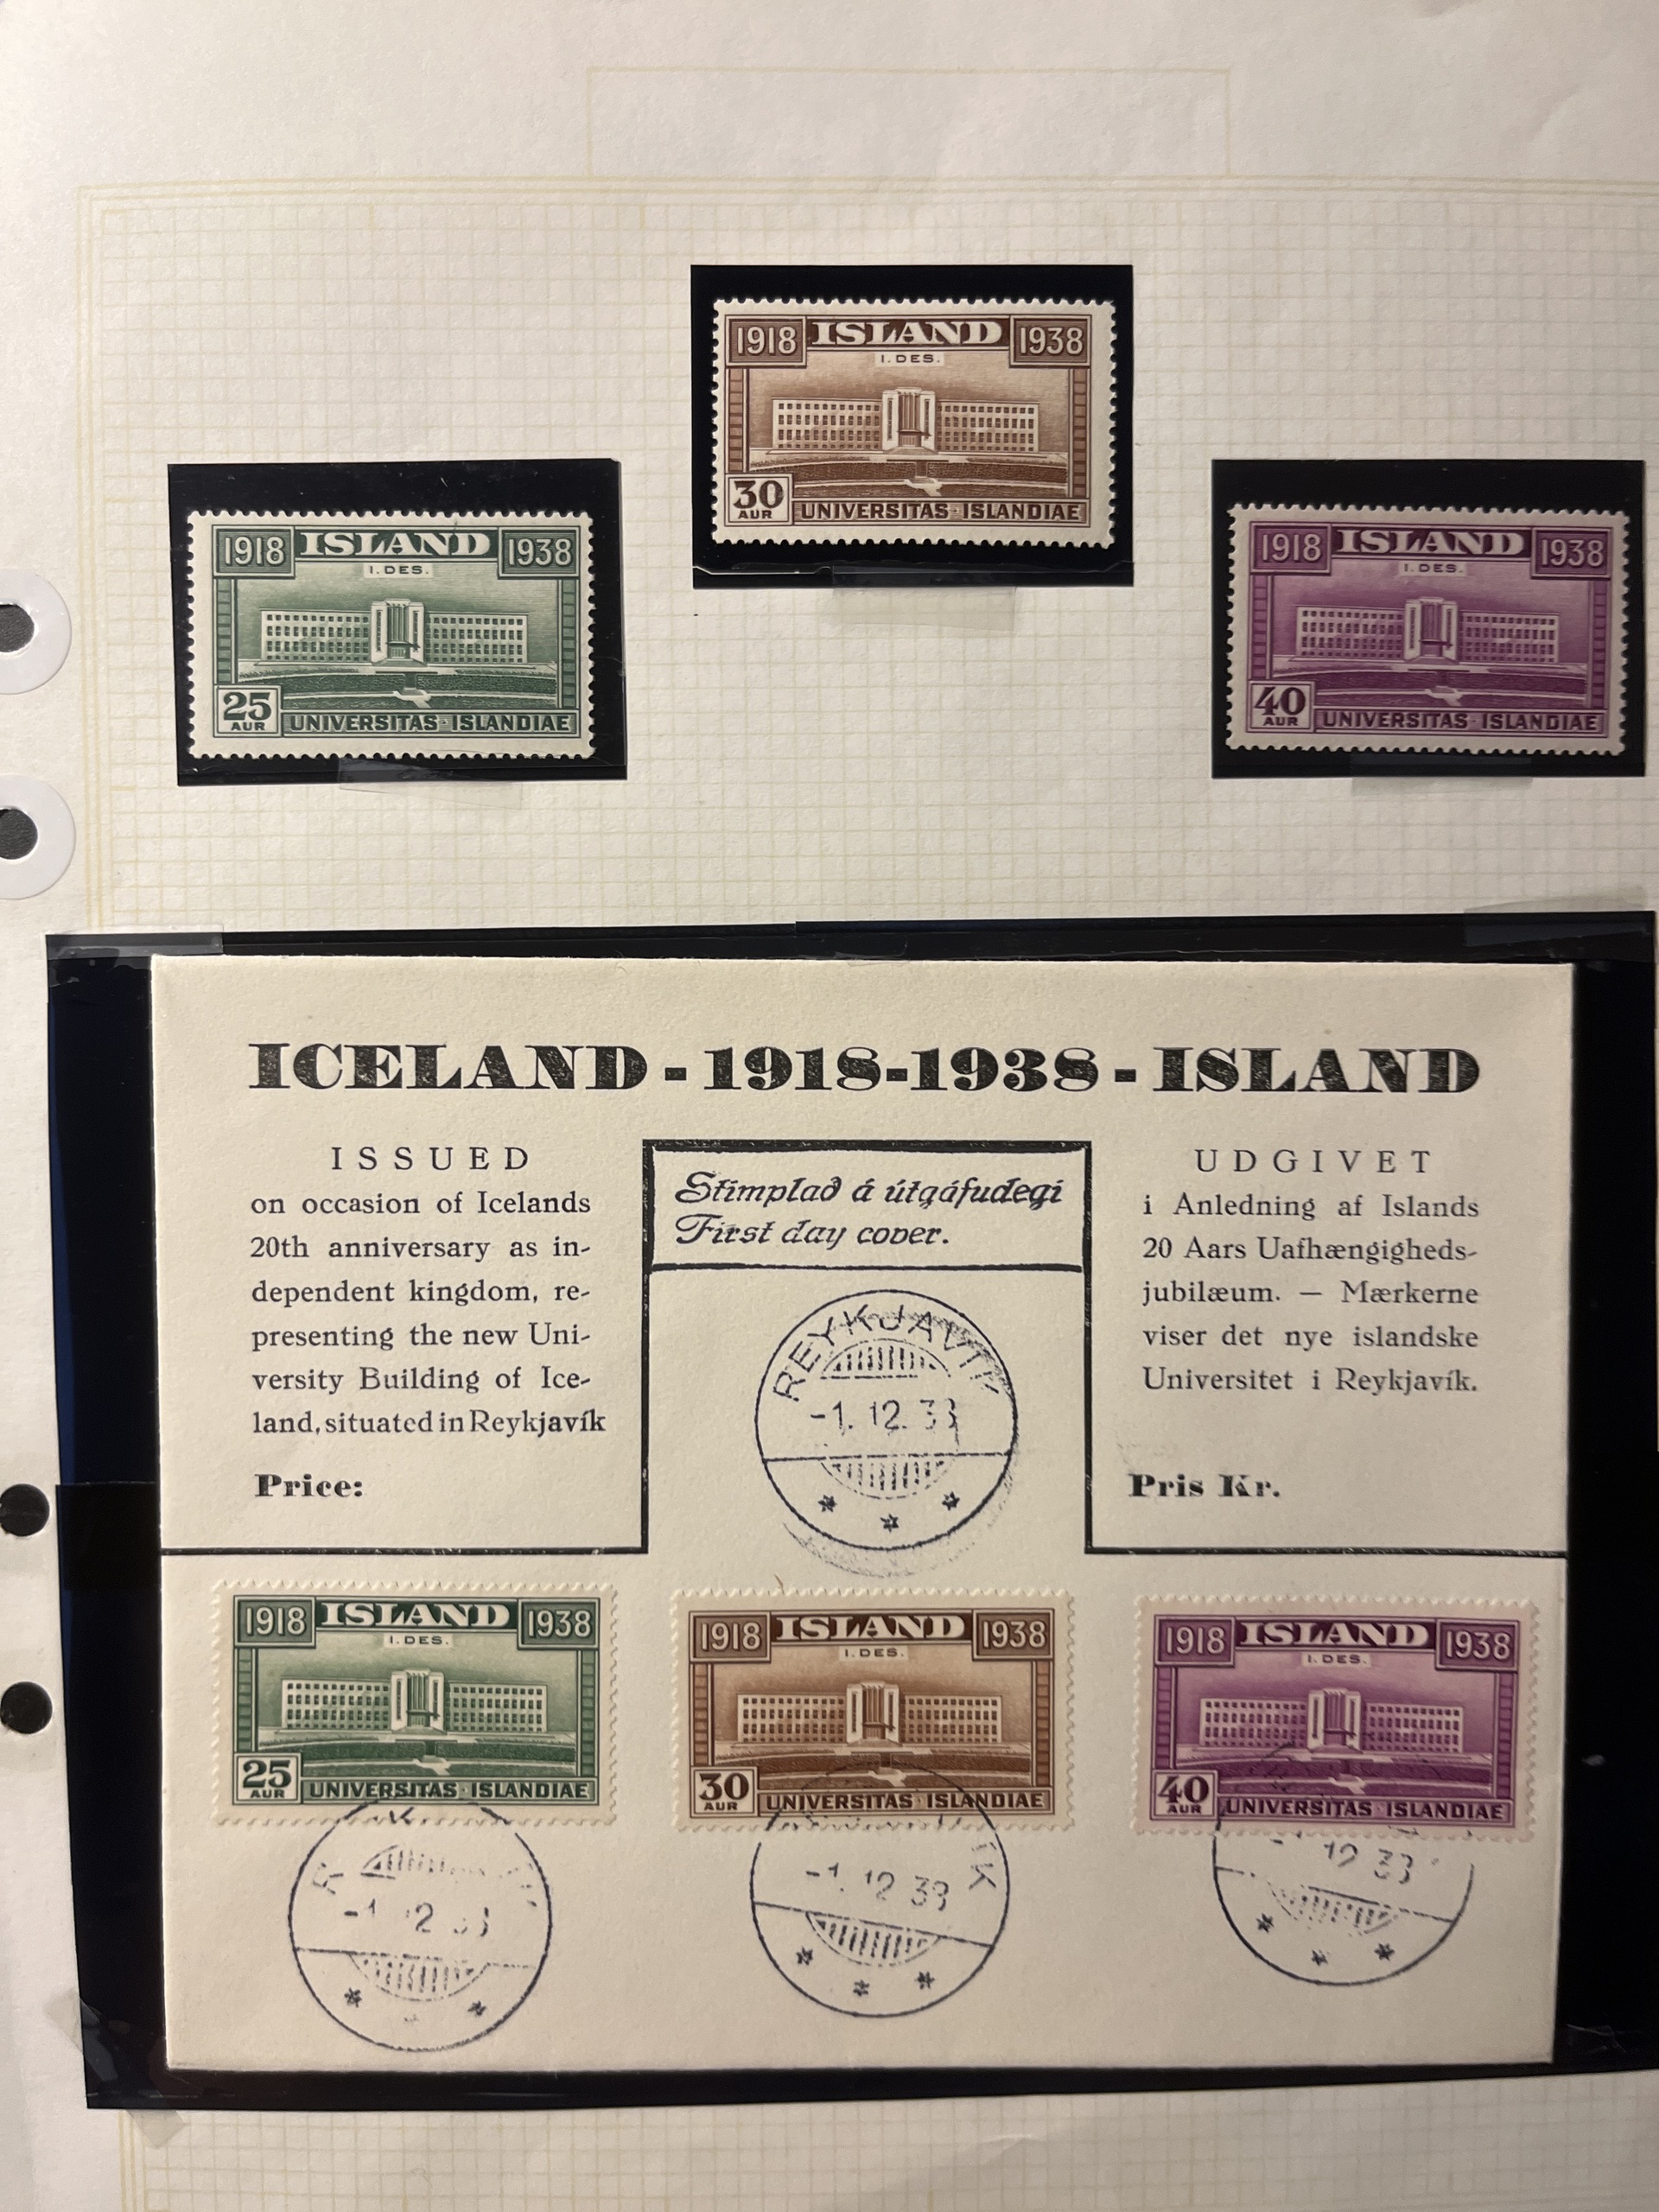 1918 ISLAND 1938
1. DES.
30
AUR
UNIVERSITAS · ISLANDIAE
1918 ISLAND 1938
1. DES.
25
AUR
UNIVERSITAS · ISLANDIAE
1918 ISLAND 1938
1. DES.
40
AUR
UNIVERSITAS · ISLANDIAE
ICELAND - 1918-1938 - ISLAND
ISSUED
on occasion of Icelands
20th anniversary as in-
dependent kingdom, re-
presenting the new Uni-
versity Building of Ice-
land, situated in Reykjavík
Price:
Stimplað á útgáfudegi
First day cover.
REYKJAVIK
-1. 12. 38
UDGIVET
i Anledning af Islands
20 Aars Uafhængigheds-
jubilæum. — Mærkerne
viser det nye islandske
Universitet i Reykjavík.
Pris Kr.
1918 ISLAND 1938
1. DES.
25
AUR
UNIVERSITAS · ISLANDIAE
1918 ISLAND 1938
1. DES.
30
AUR
UNIVERSITAS · ISLANDIAE
1918 ISLAND 1938
1. DES.
40
AUR
UNIVERSITAS · ISLANDIAE
-1. 12 38
12 38